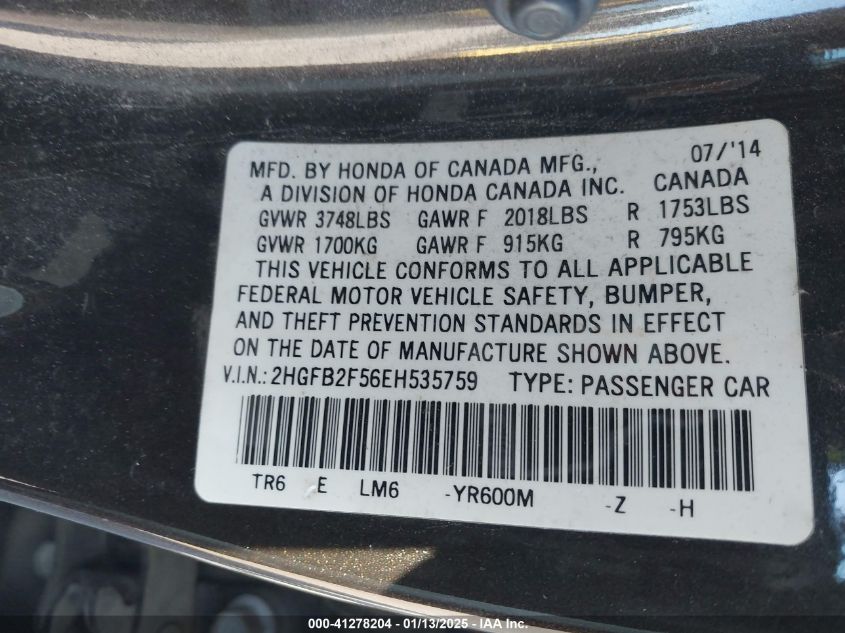 07/'14
MFD. BY HONDA OF CANADA MFG.,
A DIVISION OF HONDA CANADA INC. CANADA
GVWR 3748LBS GAWR F 2018LBS R 1753LBS
GVWR 1700KG GAWR F 915KG R 795KG
THIS VEHICLE CONFORMS TO ALL APPLICABLE
FEDERAL MOTOR VEHICLE SAFETY, BUMPER,
AND THEFT PREVENTION STANDARDS IN EFFECT
ON THE DATE OF MANUFACTURE SHOWN ABOVE.
V.I.N.: 2HGFB2F56EH535759 TYPE: PASSENGER CAR
TR6 E LM6 -YR600M -Z -H
000-41278204 - 01/13/2025 - IAA Inc.